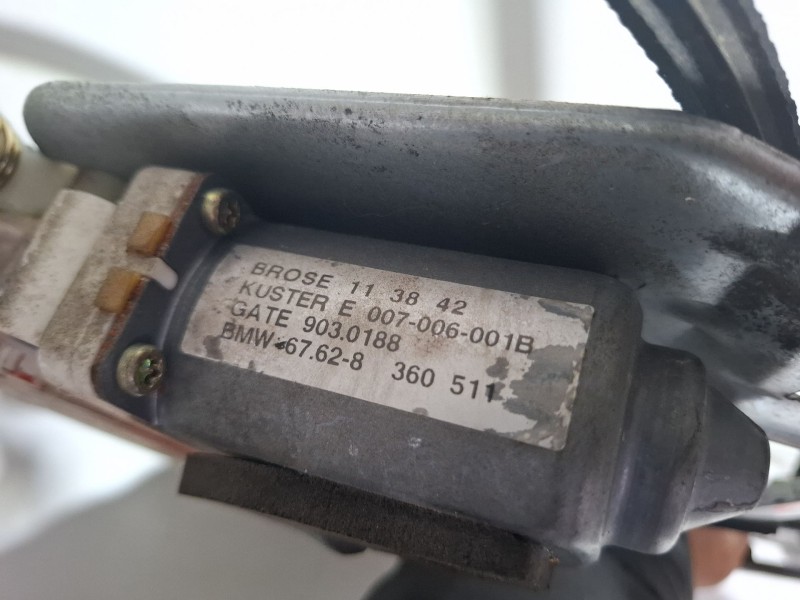 BROSE 11 38 42
KUSTER E 007-006-001B
GATE 903.0188
BMW 67.62-8 360 511